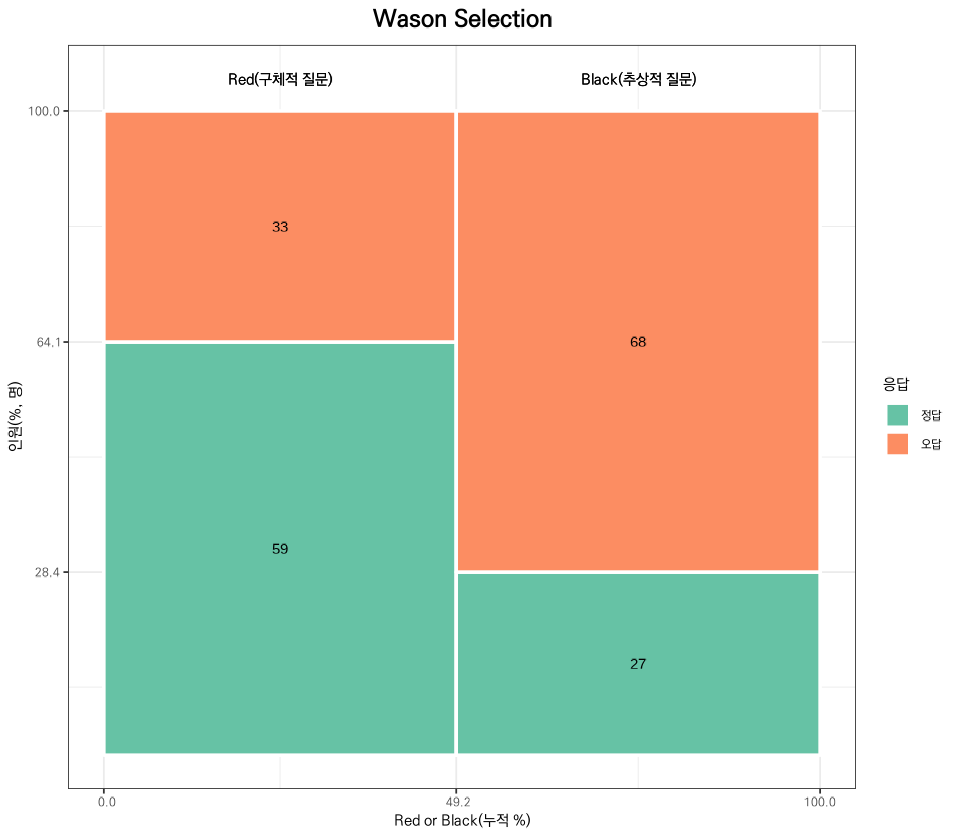 Wason Selection
Red(구체적 질문)
Black(추상적 질문)
100.0
64.1
28.4
33
68
59
27
인원(%, 명)
0.0
49.2
100.0
Red or Black(누적 %)
응답
정답
오답